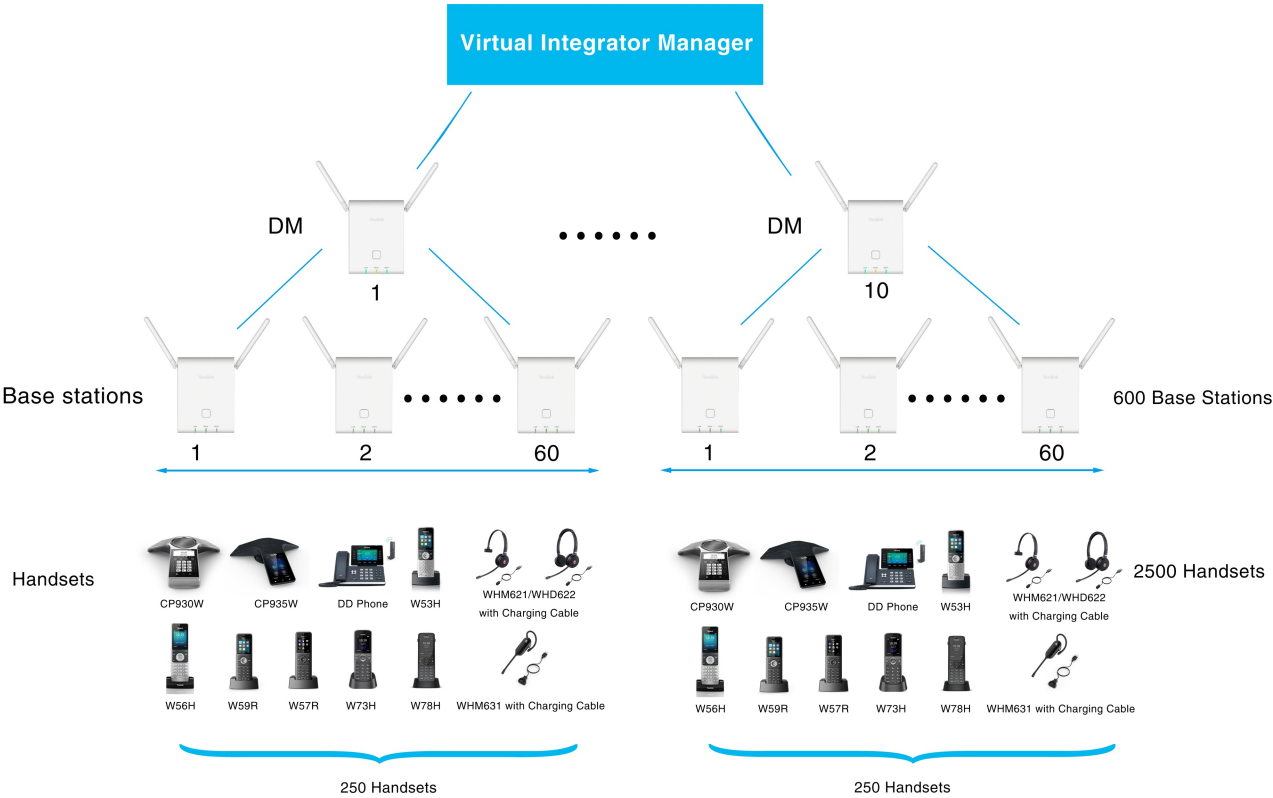 Virtual Integrator Manager
DM
DM
1
10
Base stations
600 Base Stations
1
2
60
1
2
60
Handsets
2500 Handsets
CP930W
CP935W
DD Phone
W53H
WHM621/WHD622
with Charging Cable
CP930W
CP935W
DD Phone
W53H
WHM621/WHD622
with Charging Cable
W56H
W59R
W57R
W73H
W78H
WHM631 with Charging Cable
W56H
W59R
W57R
W73H
W78H
WHM631 with Charging Cable
250 Handsets
250 Handsets